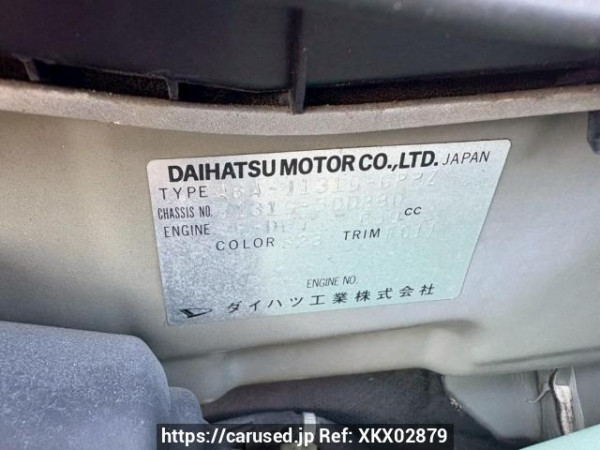 DAIHATSU MOTOR CO., LTD. JAPAN
TYPE
CHASSIS NO.
ENGINE CC
COLOR TRIM
ENGINE NO.
ダイハツ工業株式会社
https://carused.jp Ref: XKX02879